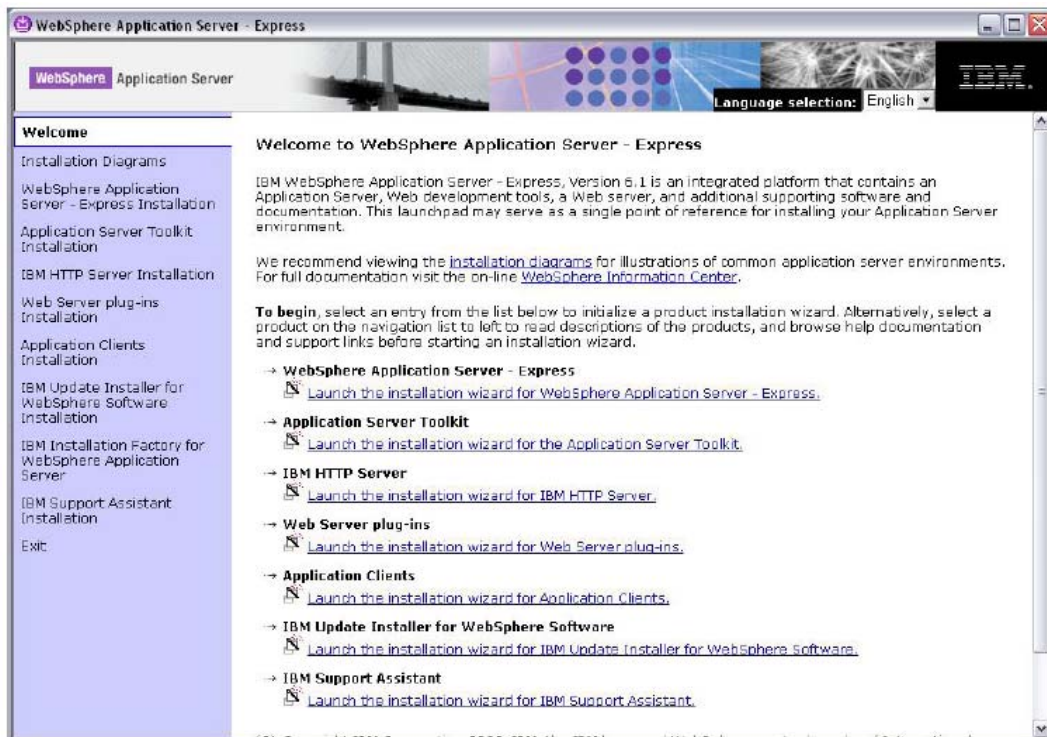 WebSphere Application Server - Express
WebSphere Application Server
IBM.
Language selection: English
Welcome
Installation Diagrams
WebSphere Application
Server - Express Installation
Application Server Toolkit
Installation
IBM HTTP Server Installation
Web Server plug-ins
Installation
Application Clients
Installation
IBM Update Installer for
WebSphere Software
Installation
IBM Installation Factory for
WebSphere Application
Server
IBM Support Assistant
Installation
Exit
Welcome to WebSphere Application Server - Express
IBM WebSphere Application Server - Express, Version 6.1 is an integrated platform that contains an
Application Server, Web development tools, a Web server, and additional supporting software and
documentation. This launchpad may serve as a single point of reference for installing your Application Server
environment.
We recommend viewing the installation diagrams for illustrations of common application server environments.
For full documentation visit the on-line WebSphere Information Center.
To begin, select an entry from the list below to initialize a product installation wizard. Alternatively, select a
product on the navigation list to left to read descriptions of the products, and browse help documentation
and support links before starting an installation wizard.
→ WebSphere Application Server - Express
Launch the installation wizard for WebSphere Application Server - Express.
→ Application Server Toolkit
Launch the installation wizard for the Application Server Toolkit.
→ IBM HTTP Server
Launch the installation wizard for IBM HTTP Server.
→ Web Server plug-ins
Launch the installation wizard for Web Server plug-ins.
→ Application Clients
Launch the installation wizard for Application Clients.
→ IBM Update Installer for WebSphere Software
Launch the installation wizard for IBM Update Installer for WebSphere Software.
→ IBM Support Assistant
Launch the installation wizard for IBM Support Assistant.